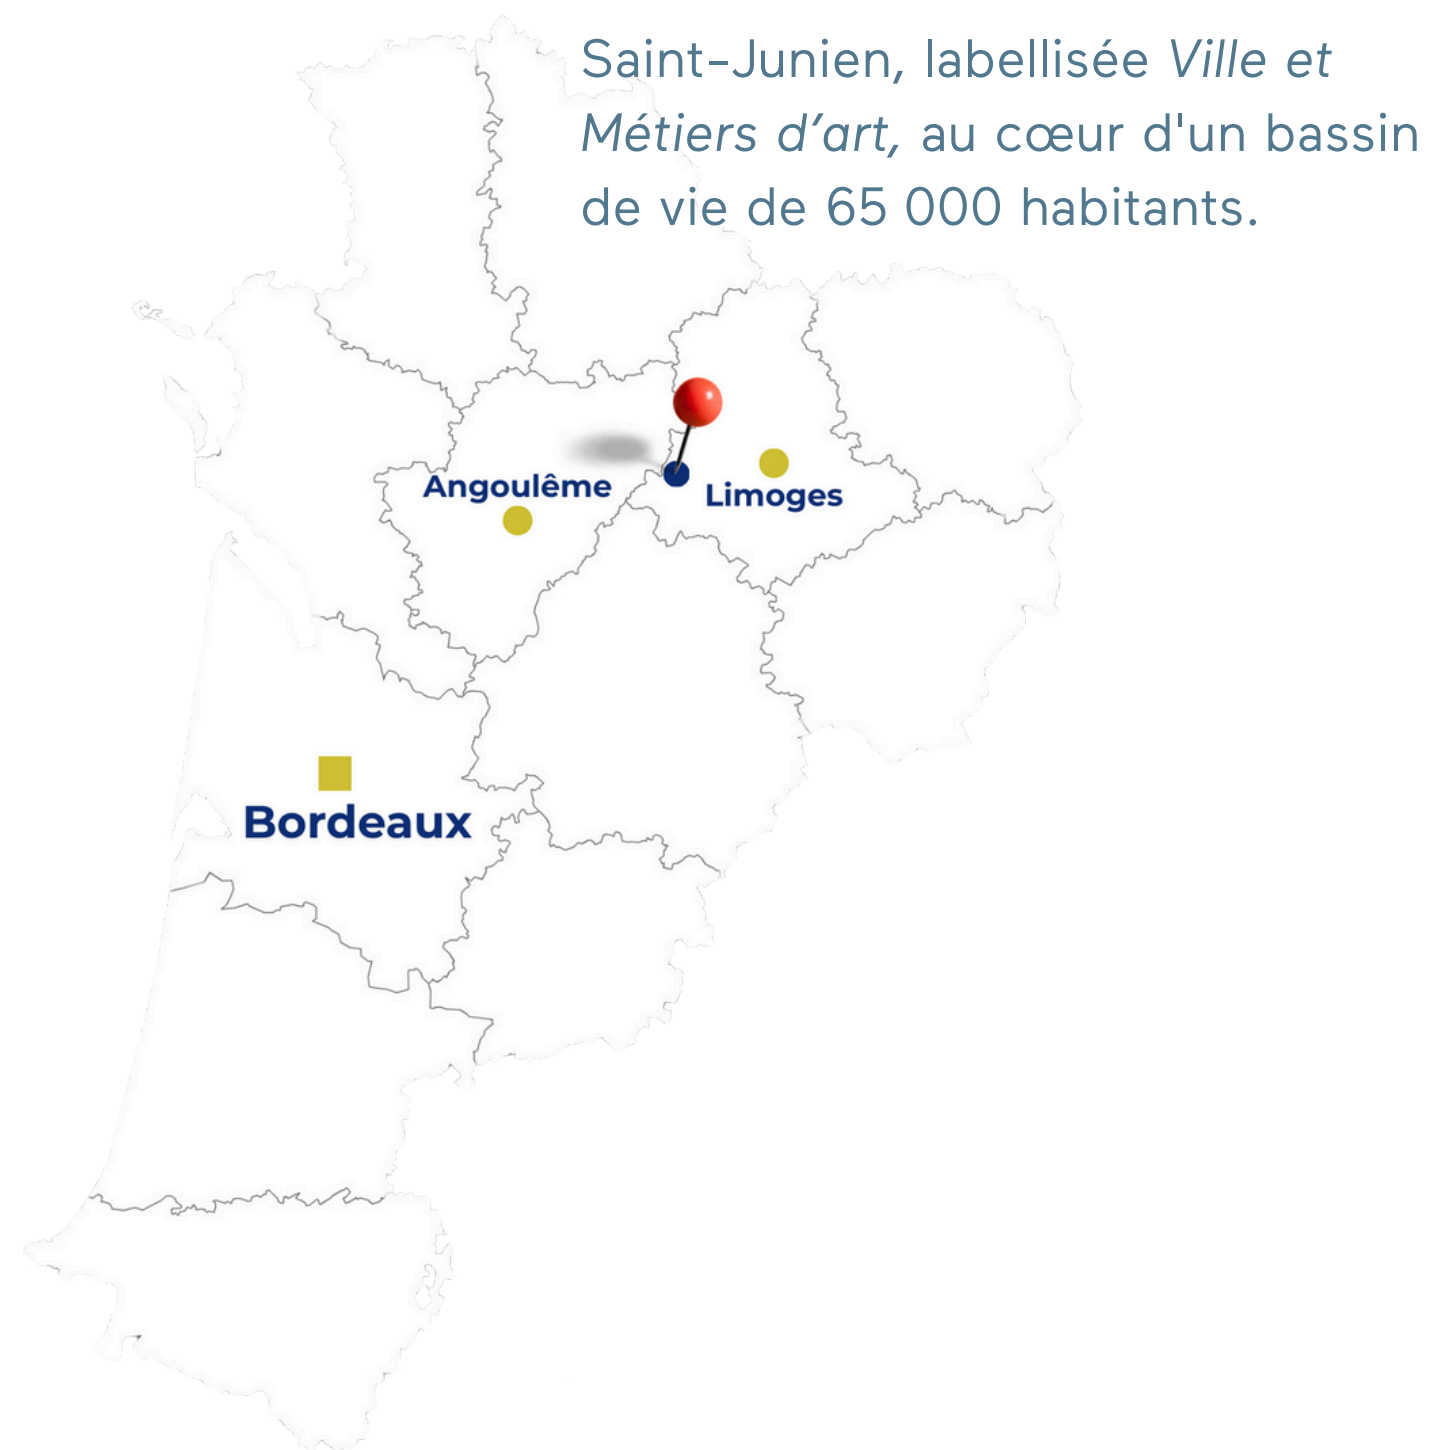 Saint-Junien, labellisée Ville et
Métiers d’art, au cœur d'un bassin
de vie de 65 000 habitants.
Angoulême
Limoges
Bordeaux